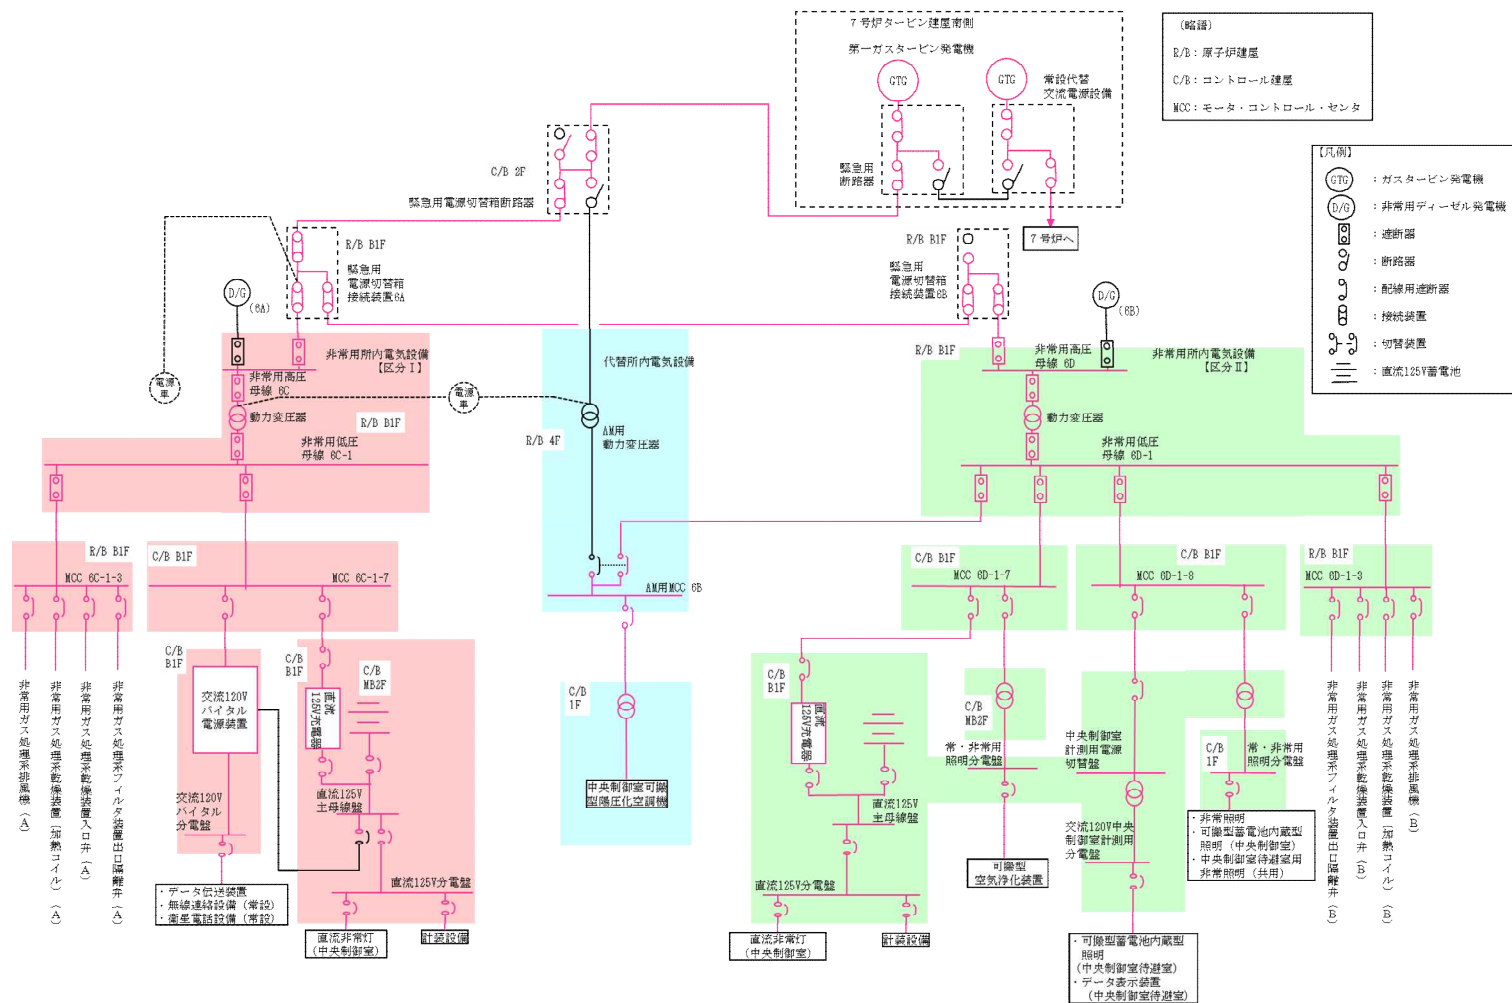 7号炉タービン建屋南側
第一ガスタービン発電機
GTG
GTG
常設代替
交流電源設備
緊急用
断路器
7号炉へ
(略語)
R/B：原子炉建屋
C/B：コントロール建屋
MCC：モータ・コントロール・センタ
【凡例】
GTG：ガスタービン発電機
D/G：非常用ディーゼル発電機
：遮断器
：断路器
：配線用遮断器
：接続装置
：切替装置
：直流125V蓄電池
C/B 2F
緊急用電源切替箱断路器
R/B B1F
緊急用
電源切替箱
接続装置6A
R/B B1F
緊急用
電源切替箱
接続装置6B
D/G
(6A)
D/G
(6B)
電源
車
電源
車
非常用所内電気設備
【区分Ⅰ】
非常用高圧
母線 6C
動力変圧器
R/B B1F
非常用低圧
母線 6C-1
代替所内電気設備
R/B 4F
AM用
動力変圧器
R/B B1F
非常用高圧
母線 6D
非常用所内電気設備
【区分Ⅱ】
動力変圧器
非常用低圧
母線 6D-1
R/B B1F
MCC 6C-1-3
C/B B1F
MCC 6C-1-7
AM用MCC 6B
C/B B1F
MCC 6D-1-7
C/B B1F
MCC 6D-1-8
R/B B1F
MCC 6D-1-3
非常用ガス処理系排風機（A）
非常用ガス処理系乾燥装置（加熱コイル）（A）
非常用ガス処理系乾燥装置入口弁（A）
非常用ガス処理系フィルタ装置出口隔離弁（A）
C/B
B1F
交流120V
バイタル
電源装置
交流120V
バイタル
分電盤
・データ伝送装置
・無線連絡設備（常設）
・衛星電話設備（常設）
C/B
B1F
直流
125V充電器
C/B
MB2F
直流125V
主母線盤
直流125V分電盤
直流非常灯
(中央制御室)
計装設備
C/B
1F
中央制御室可搬
型陽圧化空調機
C/B
B1F
直流
125V充電器
直流125V
主母線盤
直流125V分電盤
直流非常灯
(中央制御室)
計装設備
C/B
MB2F
常・非常用
照明分電盤
可搬型
空気浄化装置
中央制御室
計測用電源
切替盤
交流120V中央
制御室計測用
分電盤
・可搬型蓄電池内蔵型
照明
(中央制御室待避室)
・データ表示装置
(中央制御室待避室)
C/B
1F
常・非常用
照明分電盤
・非常照明
・可搬型蓄電池内蔵型
照明（中央制御室）
・中央制御室待避室用
非常照明（共用）
非常用ガス処理系フィルタ装置出口隔離弁（B）
非常用ガス処理系乾燥装置入口弁（B）
非常用ガス処理系乾燥装置（加熱コイル）（B）
非常用ガス処理系排風機（B）